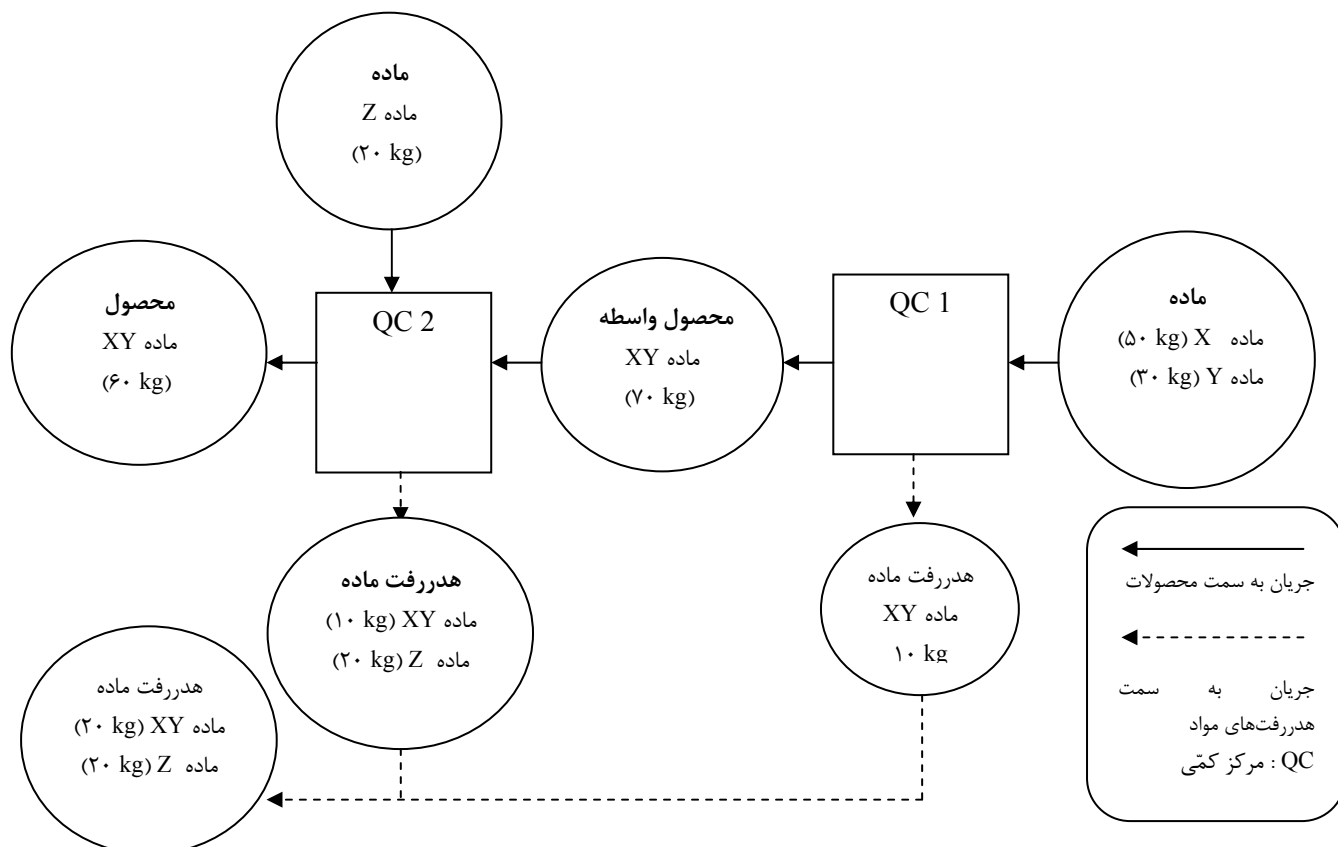 ماده
ماده Z
(۲۰ kg)
ماده
ماده X (۵۰ kg)
ماده Y (۳۰ kg)
QC 1
محصول واسطه
ماده XY
(۷۰ kg)
QC 2
محصول
ماده XY
(۶۰ kg)
هدررفت ماده
ماده XY
۱۰ kg
هدررفت ماده
ماده XY (۱۰ kg)
ماده Z (۲۰ kg)
هدررفت ماده
ماده XY (۲۰ kg)
ماده Z (۲۰ kg)
جریان به سمت محصولات
جریان به سمت
هدررفت‌های مواد
QC : مرکز کمّی